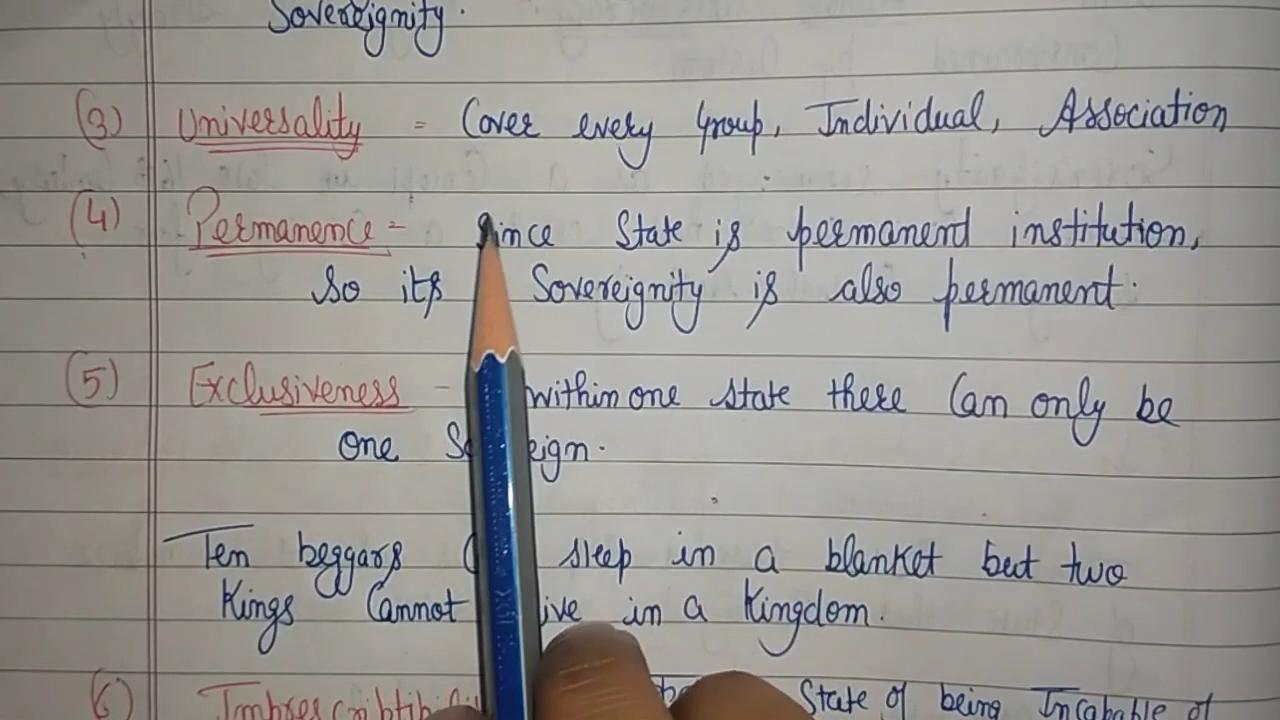 Sovereignity.
(3) Universality = Cover every Group, Individual, Association
(4) Permanence = Since State is permanent institution,
So its Sovereignity is also permanent.
(5) Exclusiveness - within one state there Can only be
one Sovereign.
Ten beggars sleep in a blanket but two
Kings Cannot live in a Kingdom.
(6) State of being Incapable of